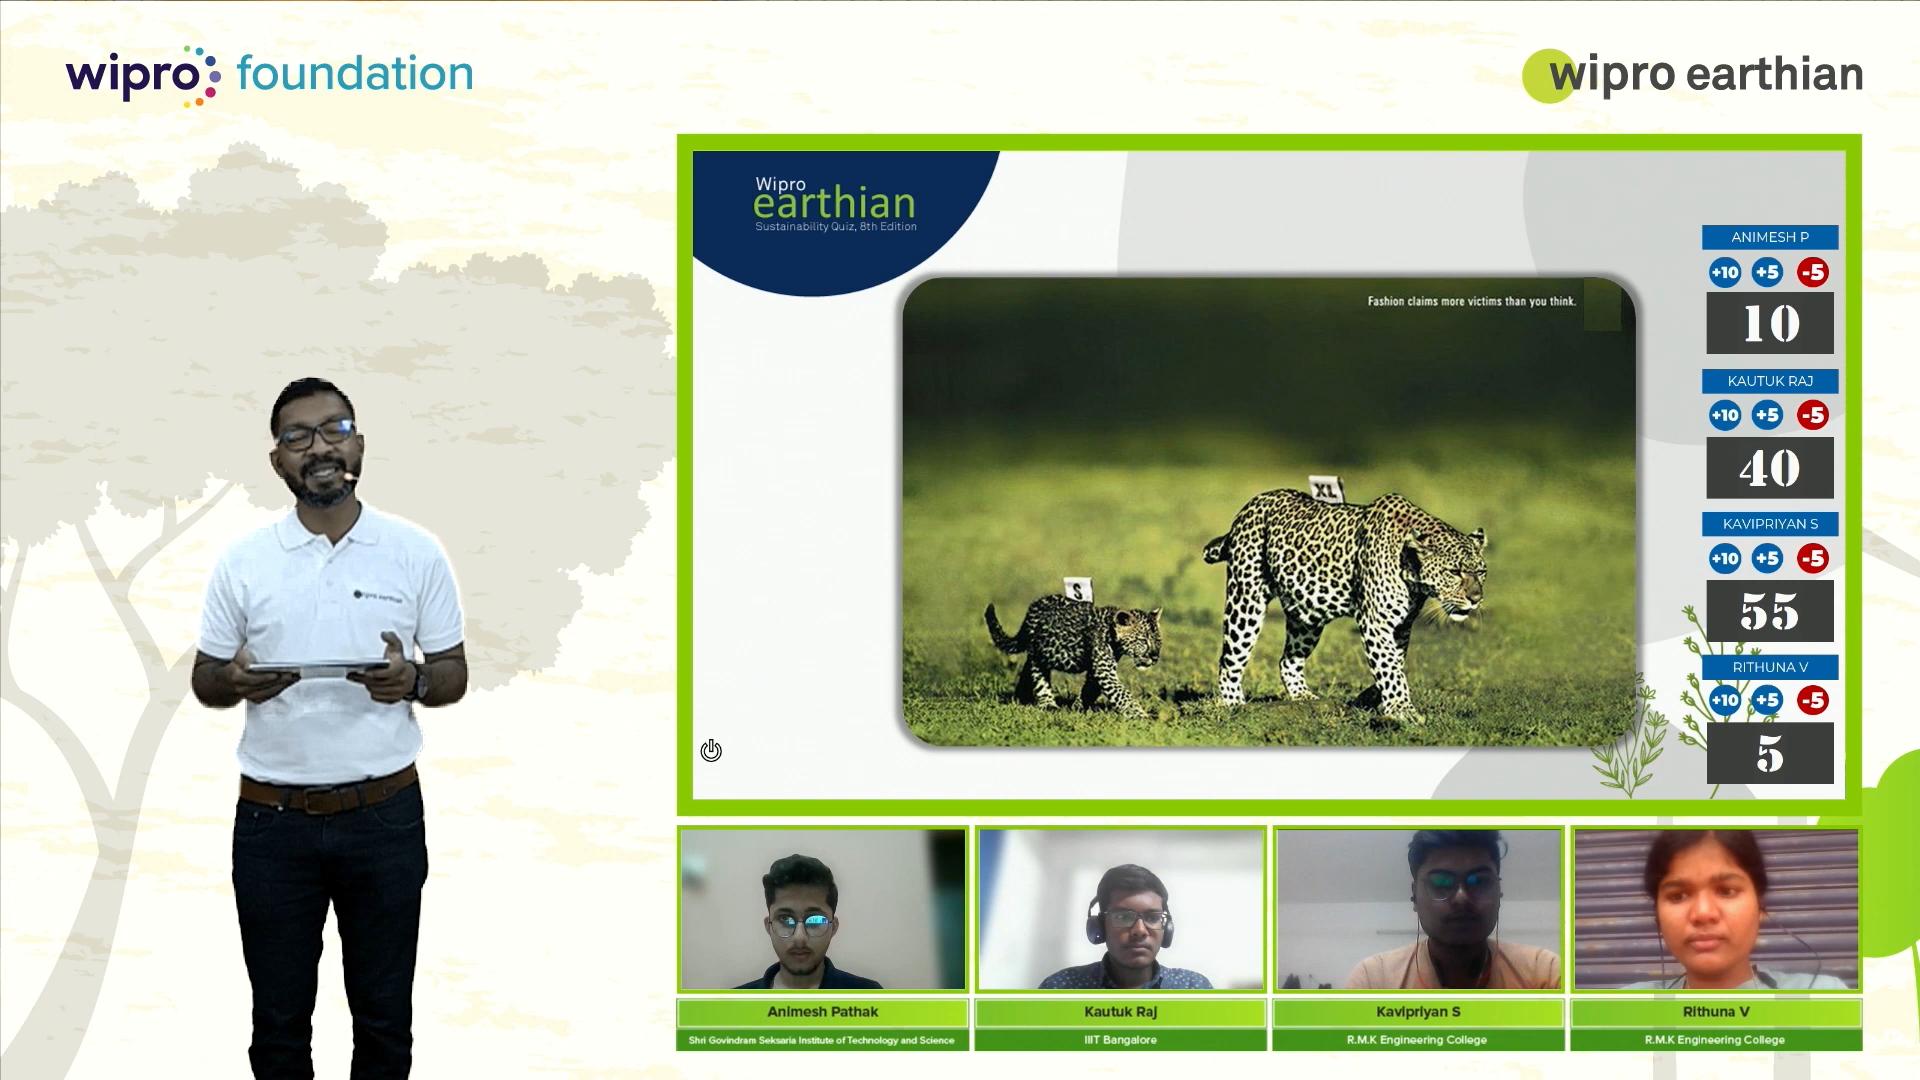 wipro foundation
wipro earthian
Wipro
earthian
Sustainability Quiz, 8th Edition
Fashion claims more victims than you think.
XL
S
ANIMESH P
+10 +5 -5
10
KAUTUK RAJ
+10 +5 -5
40
KAVIPRIYAN S
+10 +5 -5
55
RITHUNA V
+10 +5 -5
5
wipro earthian
Animesh Pathak
Shri Govindram Seksaria Institute of Technology and Science
Kautuk Raj
IIIT Bangalore
Kavipriyan S
R.M.K Engineering College
Rithuna V
R.M.K Engineering College